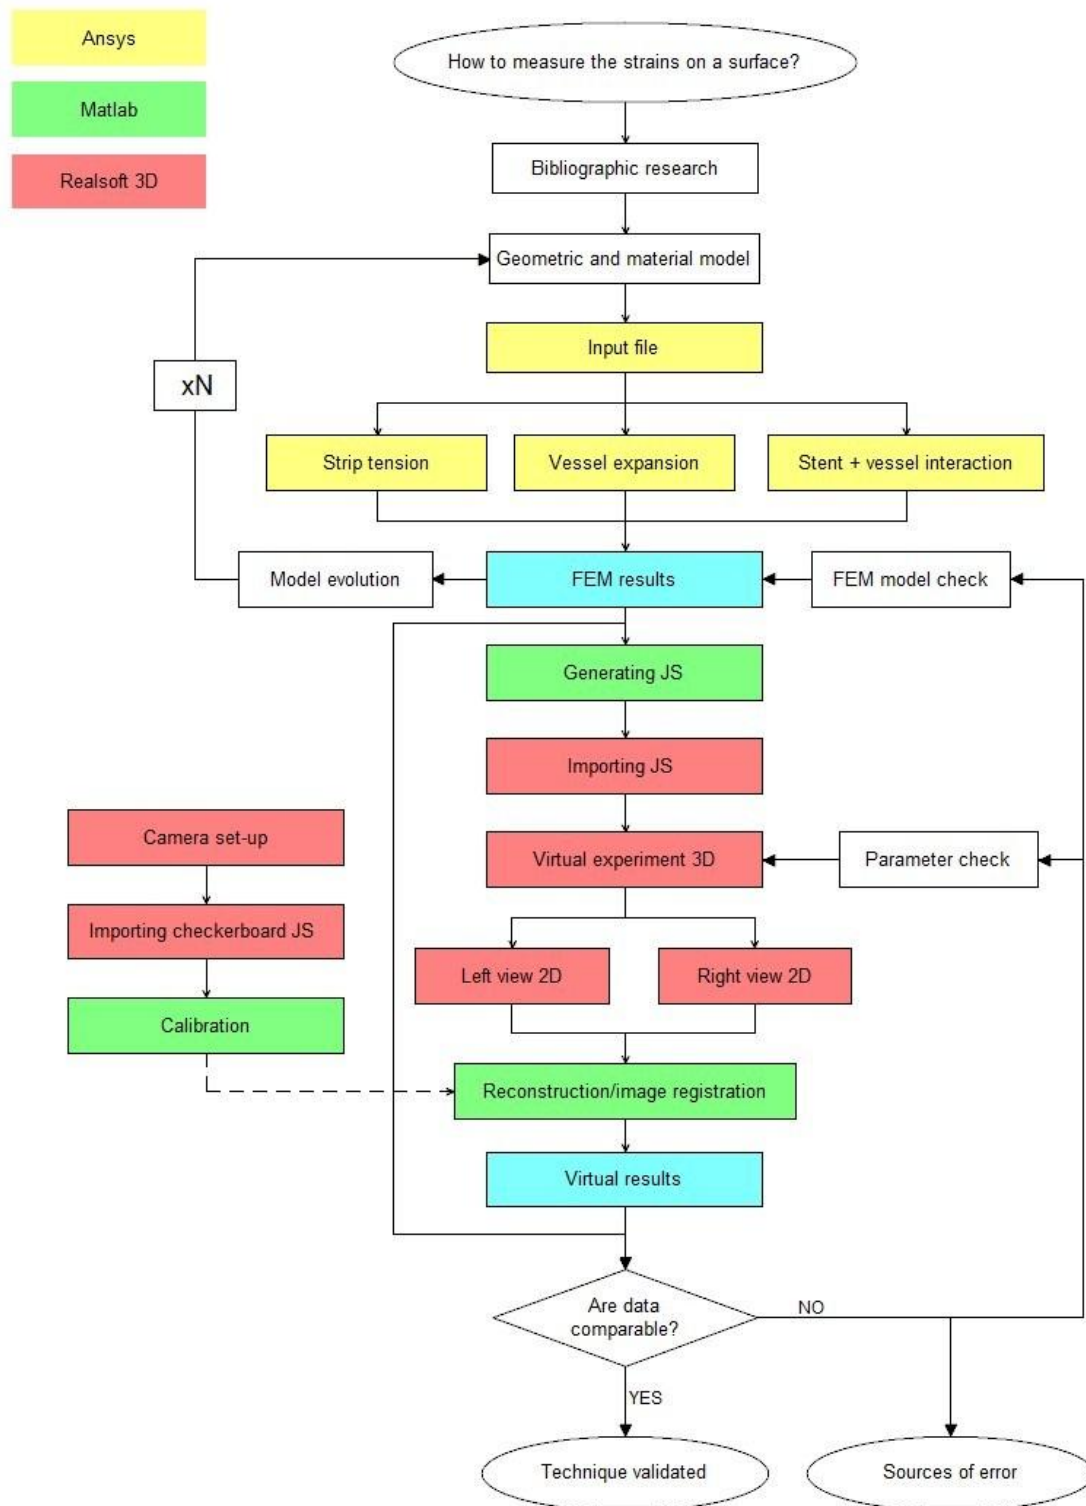 Ansys
Matlab
Realsoft 3D
How to measure the strains on a surface?
Bibliographic research
Geometric and material model
Input file
xN
Strip tension
Vessel expansion
Stent + vessel interaction
Model evolution
FEM results
FEM model check
Generating JS
Importing JS
Camera set-up
Virtual experiment 3D
Parameter check
Importing checkerboard JS
Left view 2D
Right view 2D
Calibration
Reconstruction/image registration
Virtual results
Are data
comparable?
NO
YES
Technique validated
Sources of error